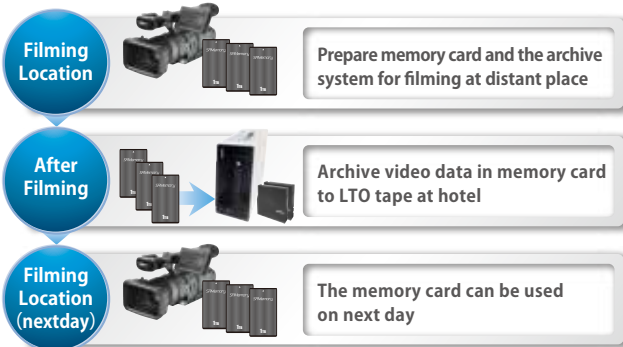 Filming
Location
Prepare memory card and the archive
system for filming at distant place
After
Filming
Archive video data in memory card
to LTO tape at hotel
Filming
Location
(nextday)
The memory card can be used
on next day